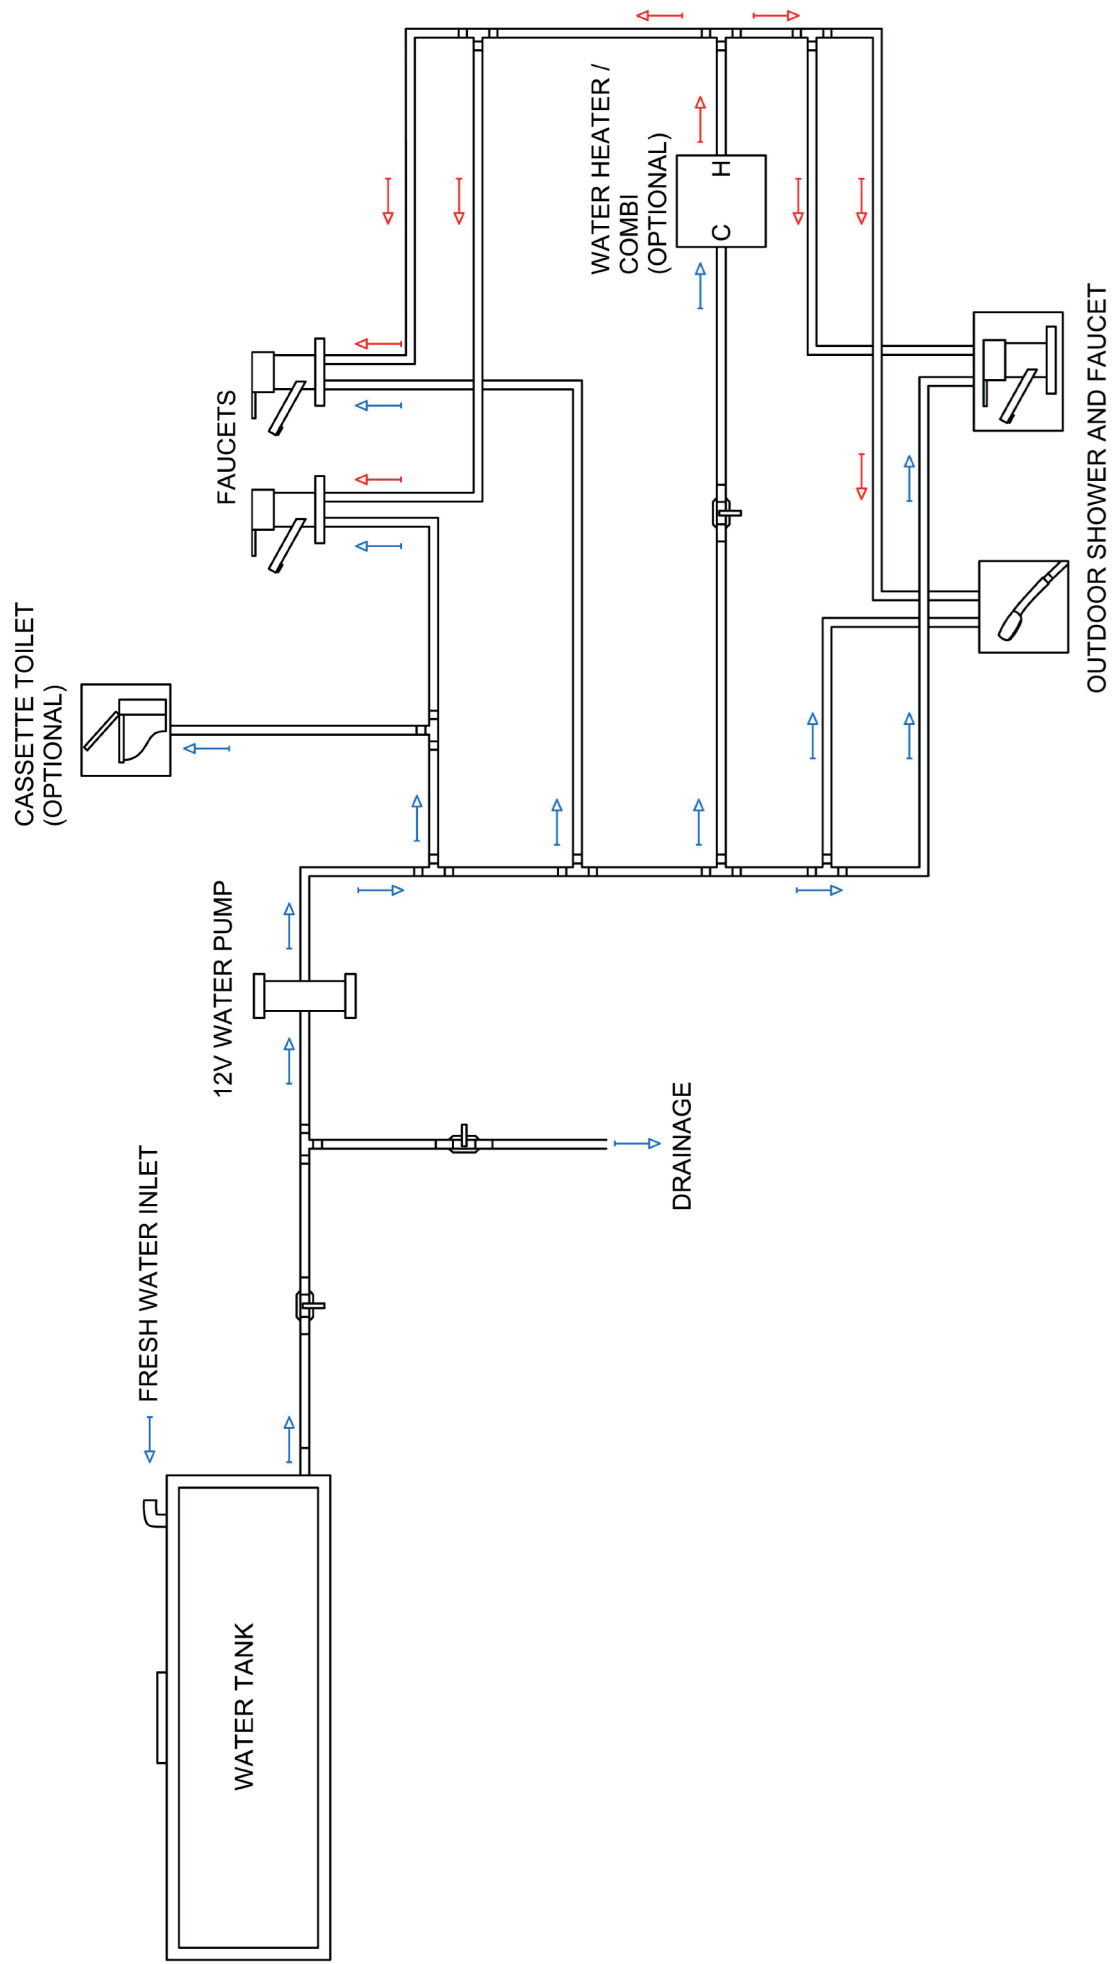 CASSETTE TOILET
(OPTIONAL)
FAUCETS
WATER HEATER /
COMBI
(OPTIONAL)
C
H
12V WATER PUMP
FRESH WATER INLET
WATER TANK
DRAINAGE
OUTDOOR SHOWER AND FAUCET